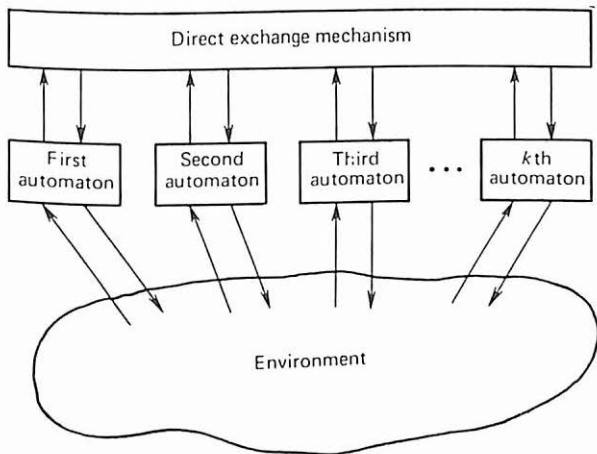 Direct exchange mechanism
First
automaton
Second
automaton
Third
automaton
...
kth
automaton
Environment